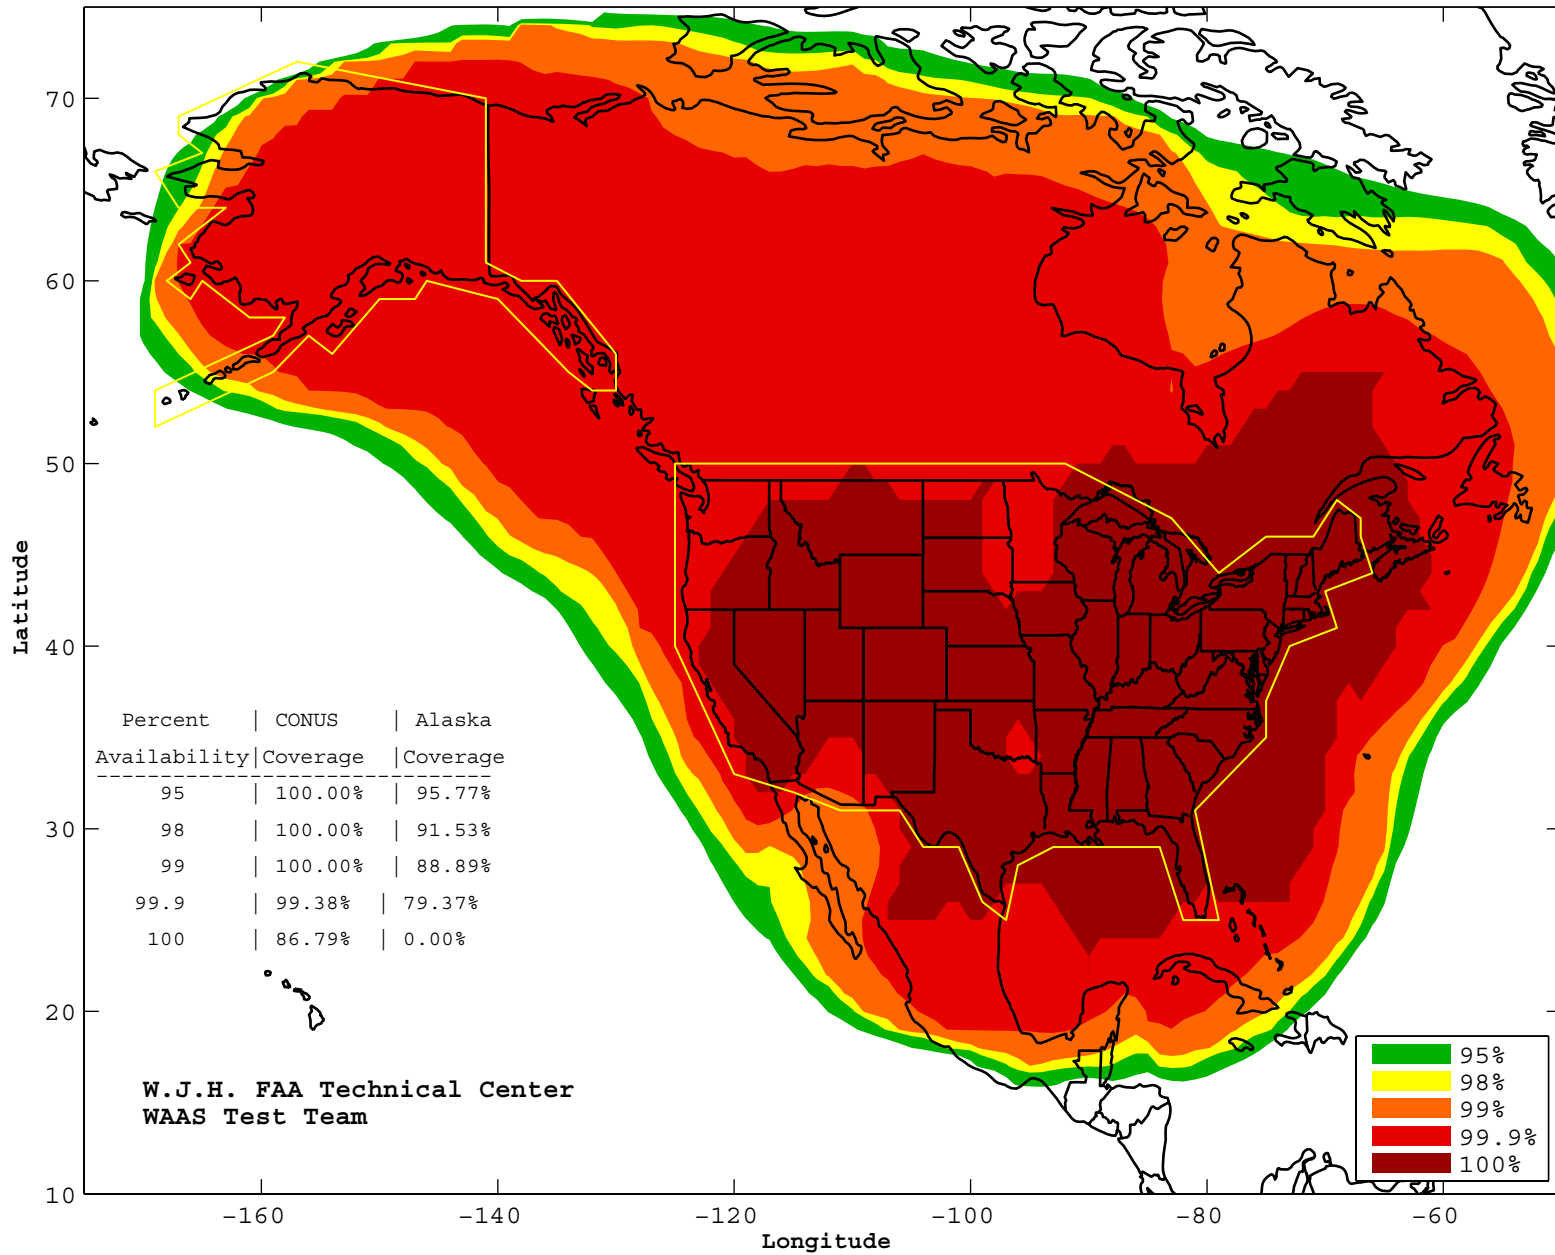 70
60
50
40
30
20
10
Latitude
Percent | CONUS | Alaska
Availability|Coverage |Coverage
-------------------------------
95 | 100.00% | 95.77%
98 | 100.00% | 91.53%
99 | 100.00% | 88.89%
99.9 | 99.38% | 79.37%
100 | 86.79% | 0.00%
W.J.H. FAA Technical Center
WAAS Test Team
95%
98%
99%
99.9%
100%
-160 -140 -120 -100 -80 -60
Longitude